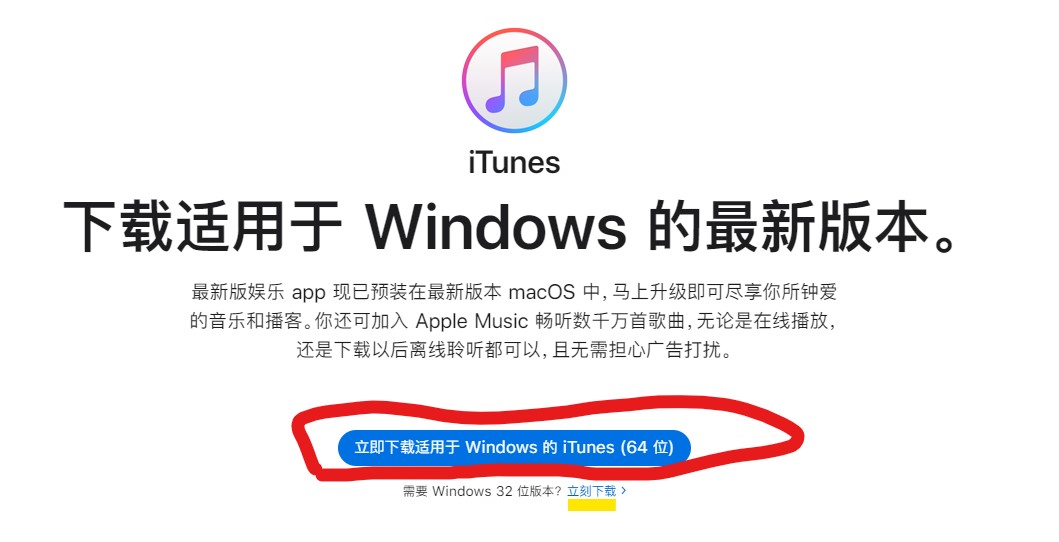 iTunes
下载适用于 Windows 的最新版本。
最新版娱乐 app 现已预装在最新版本 macOS 中，马上升级即可尽享你所钟爱
的音乐和播客。你还可加入 Apple Music 畅听数千万首歌曲，无论是在线播放，
还是下载以后离线聆听都可以，且无需担心广告打扰。
立即下载适用于 Windows 的 iTunes (64 位)
需要 Windows 32 位版本？立刻下载 ›